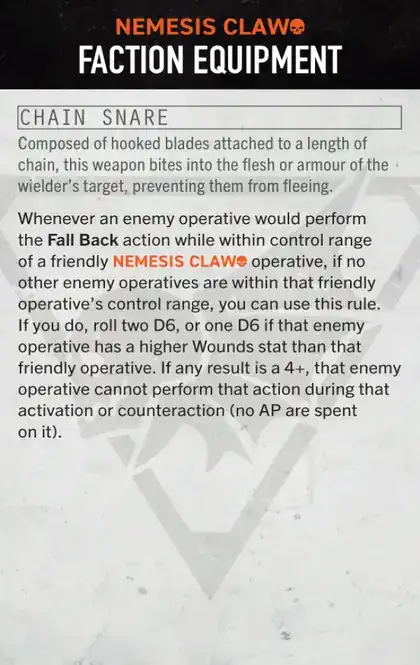 NEMESIS CLAW
FACTION EQUIPMENT
CHAIN SNARE
Composed of hooked blades attached to a length of
chain, this weapon bites into the flesh or armour of the
wielder's target, preventing them from fleeing.
Whenever an enemy operative would perform
the Fall Back action while within control range
of a friendly NEMESIS CLAW operative, if no
other enemy operatives are within that friendly
operative's control range, you can use this rule.
If you do, roll two D6, or one D6 if that enemy
operative has a higher Wounds stat than that
friendly operative. If any result is a 4+, that enemy
operative cannot perform that action during that
activation or counteraction (no AP are spent
on it).